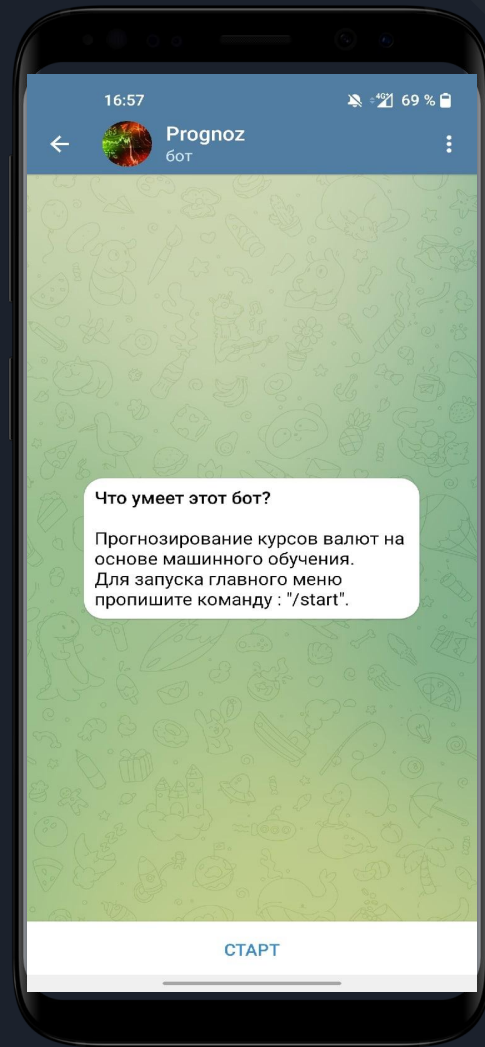 16:57
4G 69 %
Prognoz
бот
Что умеет этот бот?
Прогнозирование курсов валют на
основе машинного обучения.
Для запуска главного меню
пропишите команду : "/start".
СТАРТ